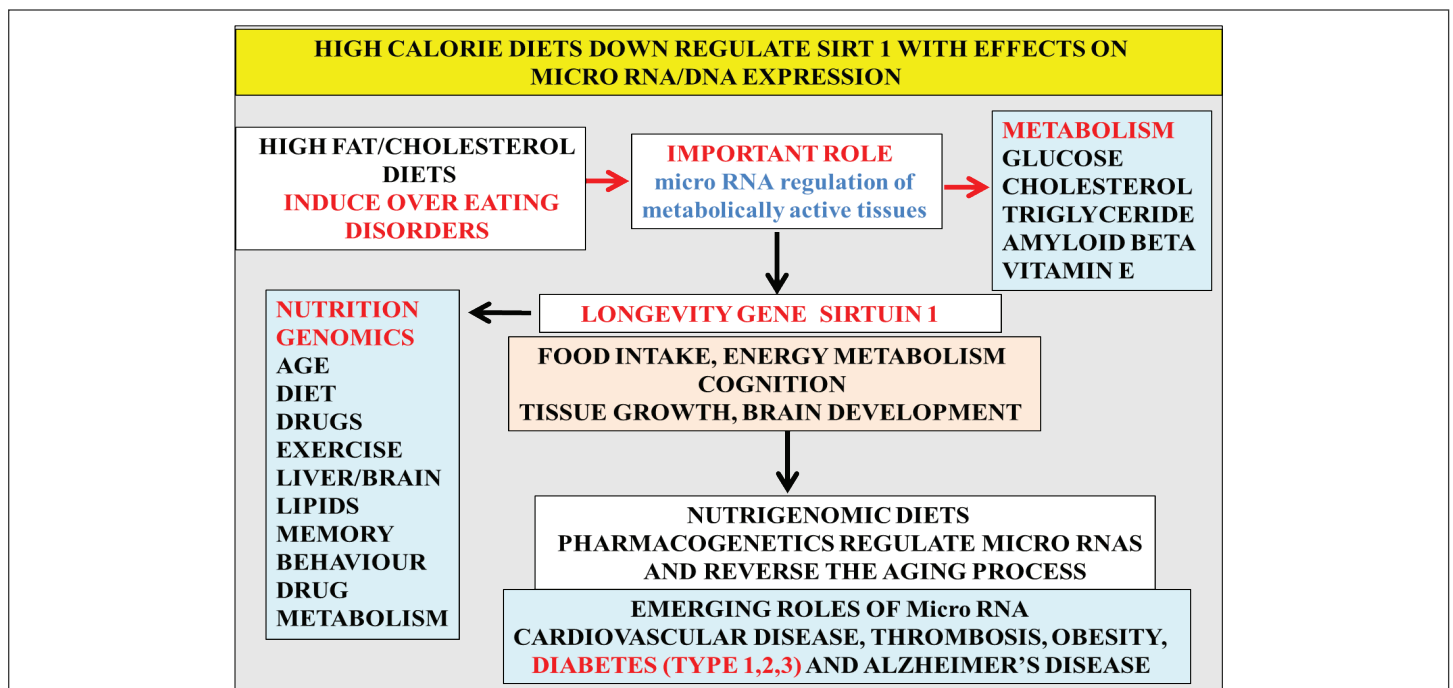 HIGH CALORIE DIETS DOWN REGULATE SIRT 1 WITH EFFECTS ON
MICRO RNA/DNA EXPRESSION
HIGH FAT/CHOLESTEROL
DIETS
INDUCE OVER EATING
DISORDERS
IMPORTANT ROLE
micro RNA regulation of
metabolically active tissues
METABOLISM
GLUCOSE
CHOLESTEROL
TRIGLYCERIDE
AMYLOID BETA
VITAMIN E
NUTRITION
GENOMICS
AGE
DIET
DRUGS
EXERCISE
LIVER/BRAIN
LIPIDS
MEMORY
BEHAVIOUR
DRUG
METABOLISM
LONGEVITY GENE SIRTUIN 1
FOOD INTAKE, ENERGY METABOLISM
COGNITION
TISSUE GROWTH, BRAIN DEVELOPMENT
NUTRIGENOMIC DIETS
PHARMACOGENETICS REGULATE MICRO RNAS
AND REVERSE THE AGING PROCESS
EMERGING ROLES OF Micro RNA
CARDIOVASCULAR DISEASE, THROMBOSIS, OBESITY,
DIABETES (TYPE 1,2,3) AND ALZHEIMER’S DISEASE